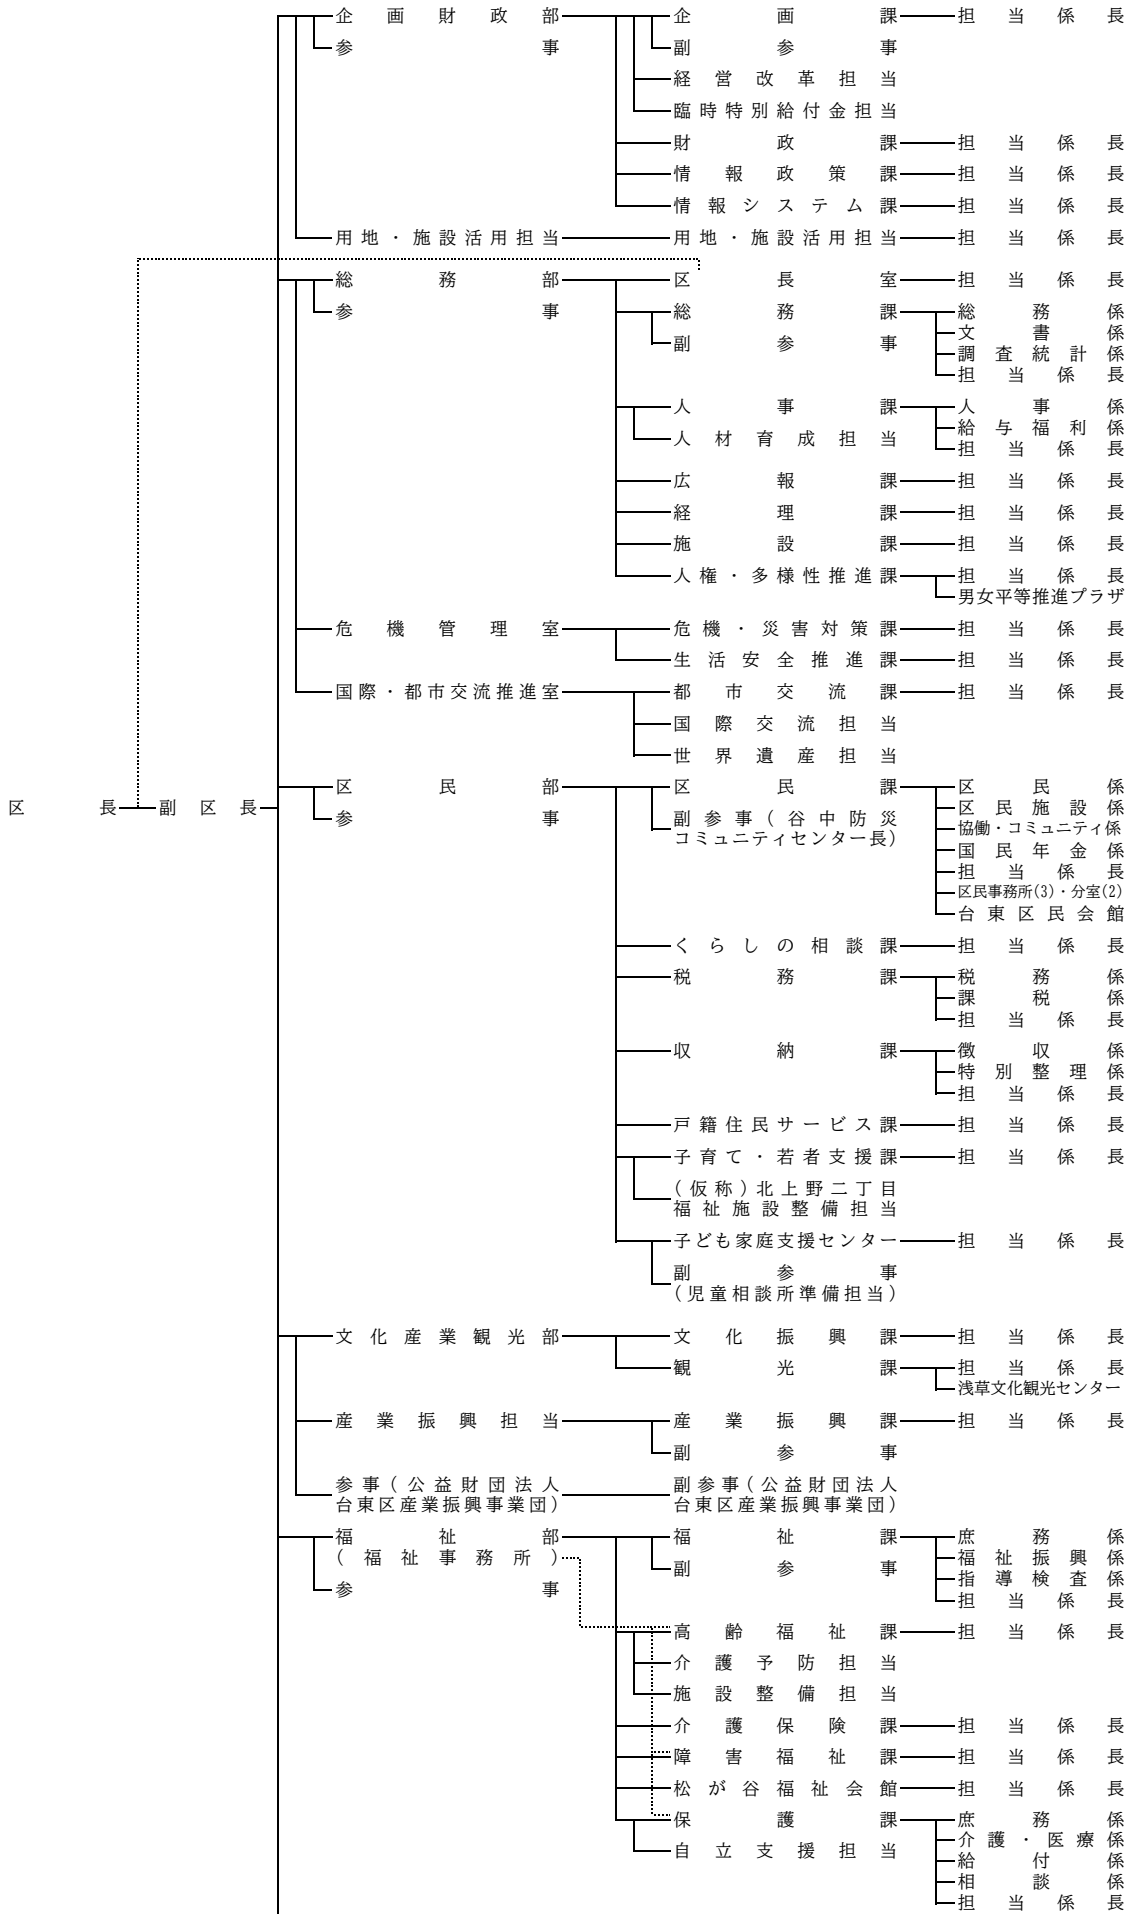 企画財政部 企画課 担当係長
参事 副参事
経営改革担当
臨時特別給付金担当
財政課 担当係長
情報政策課 担当係長
情報システム課 担当係長
用地・施設活用担当 用地・施設活用担当 担当係長
総務部 区長室 担当係長
参事 総務課 総務係
文書係
副参事 調査統計係
担当係長
人事課 人事係
給与福利係
人材育成担当 担当係長
広報課 担当係長
経理課 担当係長
施設課 担当係長
人権・多様性推進課 担当係長
男女平等推進プラザ
危機管理室 危機・災害対策課 担当係長
生活安全推進課 担当係長
国際・都市交流推進室 都市交流課 担当係長
国際交流担当
世界遺産担当
区民部 区民課 区民係
区長 副区長 区民施設係
参事 副参事(谷中防災 協働・コミュニティ係
コミュニティセンター長) 国民年金係
担当係長
区民事務所(3)・分室(2)
台東区民会館
くらしの相談課 担当係長
税務課 税務係
課税係
担当係長
収納課 徴収係
特別整理係
担当係長
戸籍住民サービス課 担当係長
子育て・若者支援課 担当係長
(仮称)北上野二丁目
福祉施設整備担当
子ども家庭支援センター 担当係長
副参事
(児童相談所準備担当)
文化産業観光部 文化振興課 担当係長
観光課 担当係長
浅草文化観光センター
産業振興担当 産業振興課 担当係長
副参事
参事(公益財団法人 副参事(公益財団法人
台東区産業振興事業団) 台東区産業振興事業団)
福祉部 福祉課 庶務係
(福祉事務所) 福祉振興係
副参事 指導検査係
参事 担当係長
高齢福祉課 担当係長
介護予防担当
施設整備担当
介護保険課 担当係長
障害福祉課 担当係長
松が谷福祉会館 担当係長
保護課 庶務係
介護・医療係
自立支援担当 給付係
相談係
担当係長